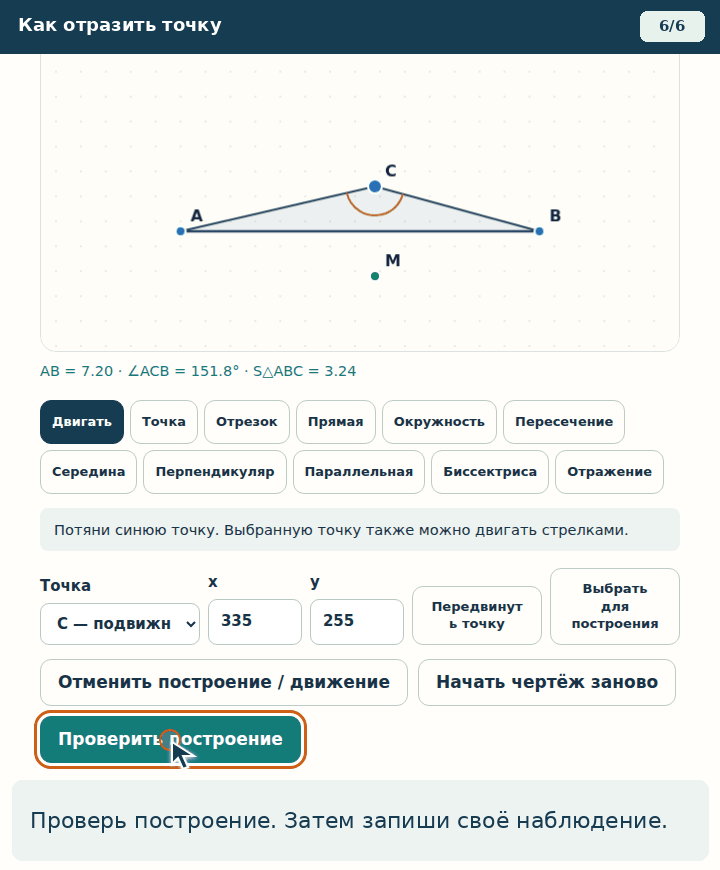 Как отразить точку
6/6
C
A
B
M
AB = 7.20 · ∠ACB = 151.8° · S△ABC = 3.24
Двигать
Точка
Отрезок
Прямая
Окружность
Пересечение
Середина
Перпендикуляр
Параллельная
Биссектриса
Отражение
Потяни синюю точку. Выбранную точку также можно двигать стрелками.
Точка
x
y
C — подвижн
335
255
Передвинут
ь точку
Выбрать
для
построения
Отменить построение / движение
Начать чертёж заново
Проверить построение
Проверь построение. Затем запиши своё наблюдение.